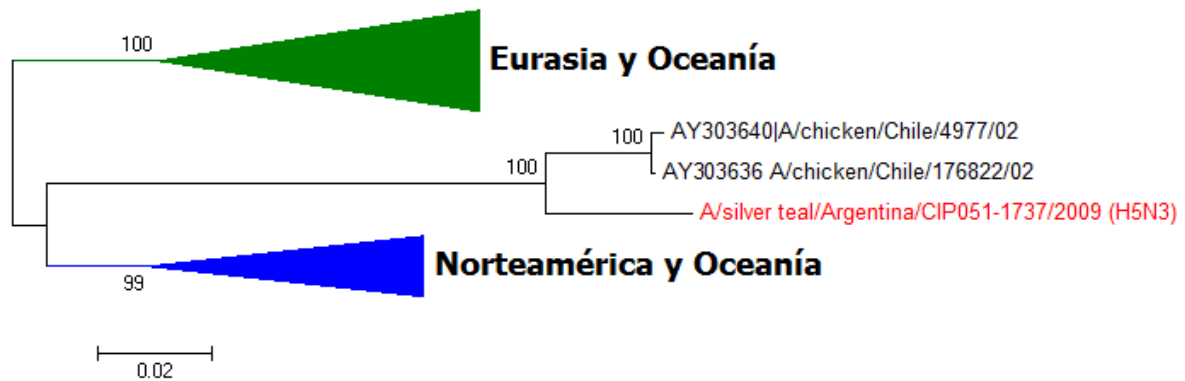 100
Eurasia y Oceanía
100
AY303640|A/chicken/Chile/4977/02
100
AY303636 A/chicken/Chile/176822/02
A/silver teal/Argentina/CIP051-1737/2009 (H5N3)
Norteamérica y Oceanía
99
0.02